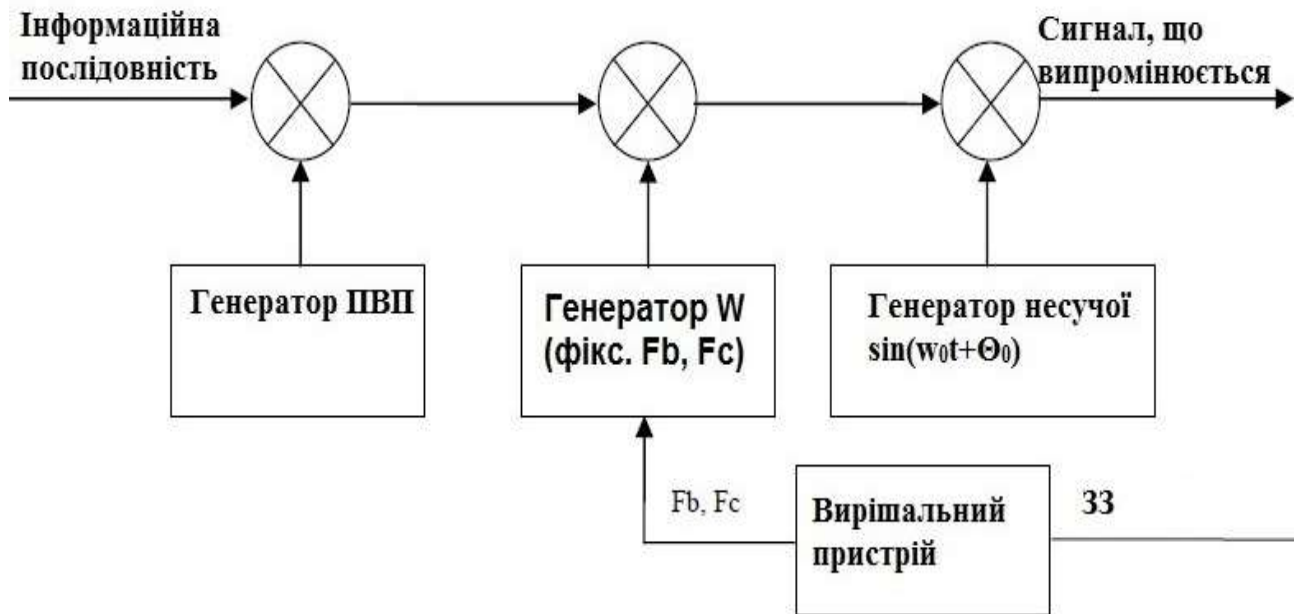 Інформаційна
послідовність
Сигнал, що
випромінюється
Генератор ПВП
Генератор W
(фікс. Fb, Fc)
Генератор несучої
sin(w₀t+Θ₀)
Fb, Fc
Вирішальний
пристрій
ЗЗ